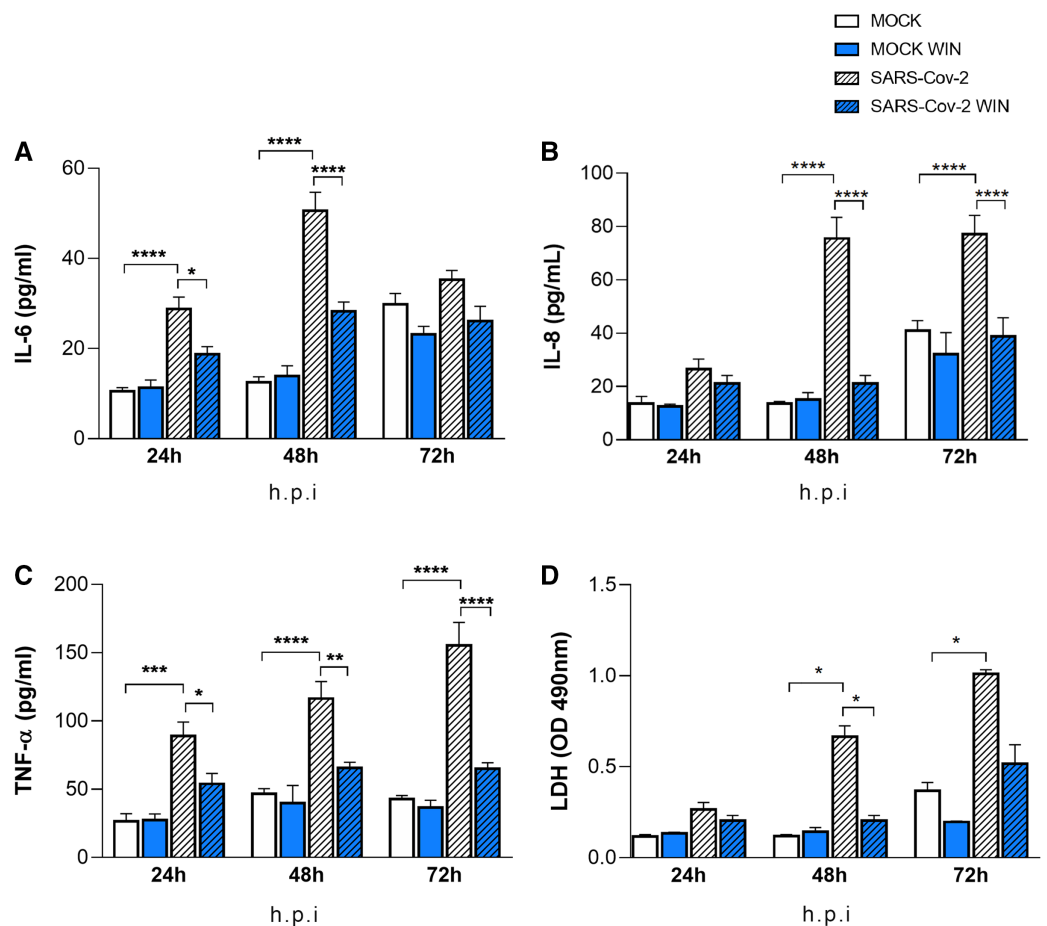 MOCK
MOCK WIN
SARS-Cov-2
SARS-Cov-2 WIN
A
IL-6 (pg/ml)
60
40
20
0
****
*
****
****
24h 48h 72h
h.p.i
B
IL-8 (pg/mL)
100
80
60
40
20
0
****
****
****
****
24h 48h 72h
h.p.i
C
TNF-α (pg/ml)
200
150
100
50
0
***
*
****
**
****
****
24h 48h 72h
h.p.i
D
LDH (OD 490nm)
1.5
1.0
0.5
0.0
*
*
*
24h 48h 72h
h.p.i